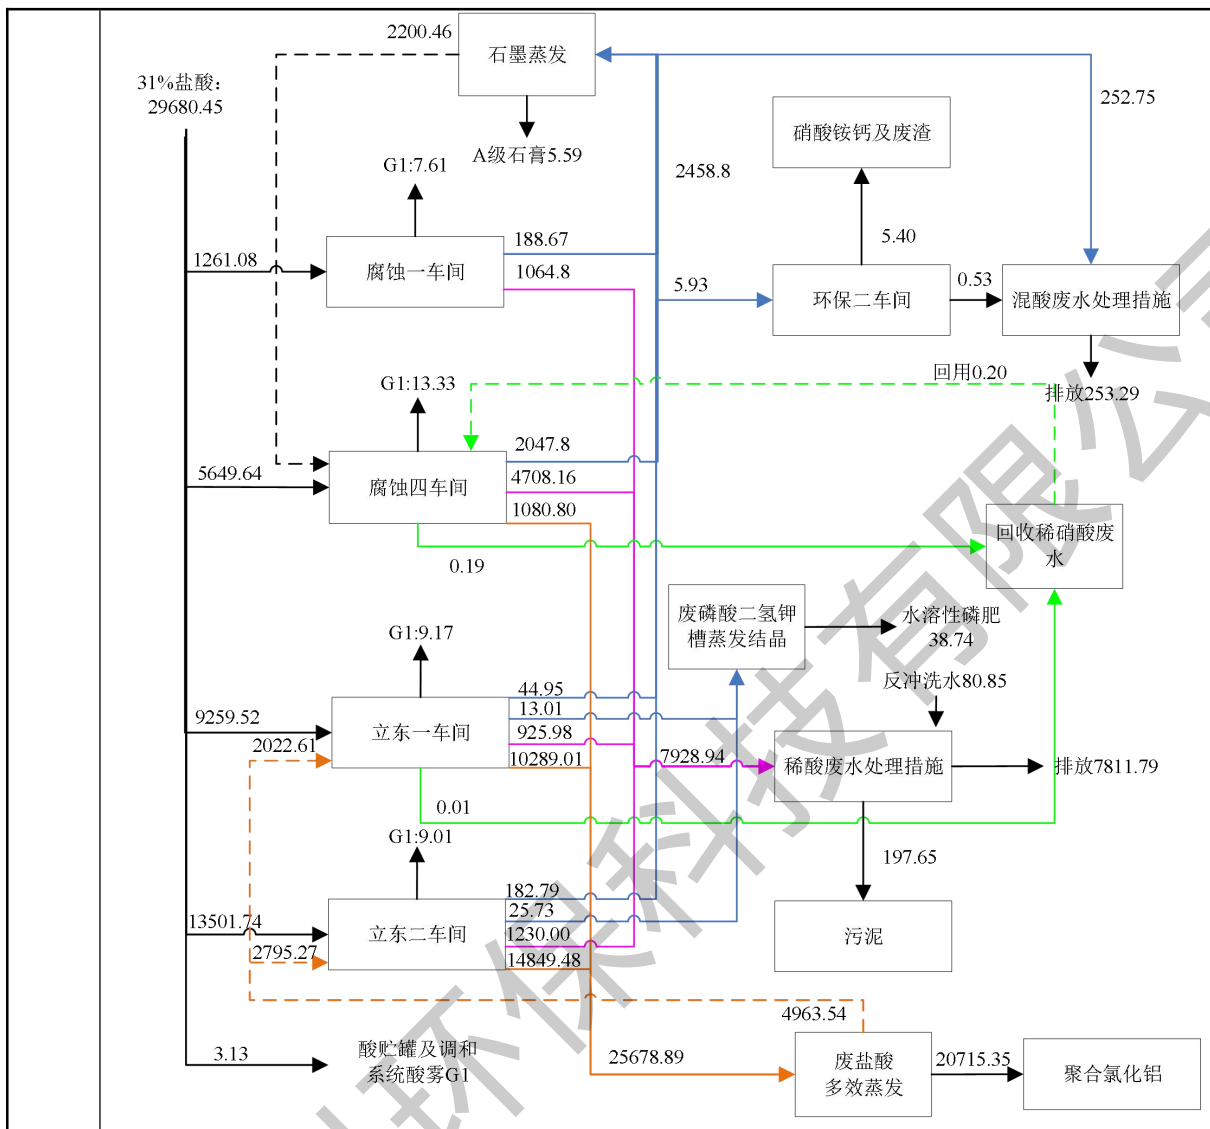 2200.46
石墨蒸发
31%盐酸：
29680.45
252.75
硝酸铵钙及废渣
A级石膏5.59
G1:7.61
2458.8
5.40
188.67
1261.08
腐蚀一车间
1064.8
5.93
环保二车间
0.53
混酸废水处理措施
回用0.20
G1:13.33
排放253.29
2047.8
5649.64
腐蚀四车间
4708.16
1080.80
回收稀硝酸废
水
0.19
废磷酸二氢钾
槽蒸发结晶
水溶性磷肥
38.74
G1:9.17
反冲洗水80.85
44.95
9259.52
13.01
立东一车间
925.98
2022.61
10289.01
7928.94
稀酸废水处理措施
排放7811.79
0.01
G1:9.01
197.65
182.79
25.73
13501.74
立东二车间
1230.00
污泥
2795.27
14849.48
4963.54
3.13
酸贮罐及调和
系统酸雾G1
25678.89
废盐酸
多效蒸发
20715.35
聚合氯化铝
环保科技有限公司